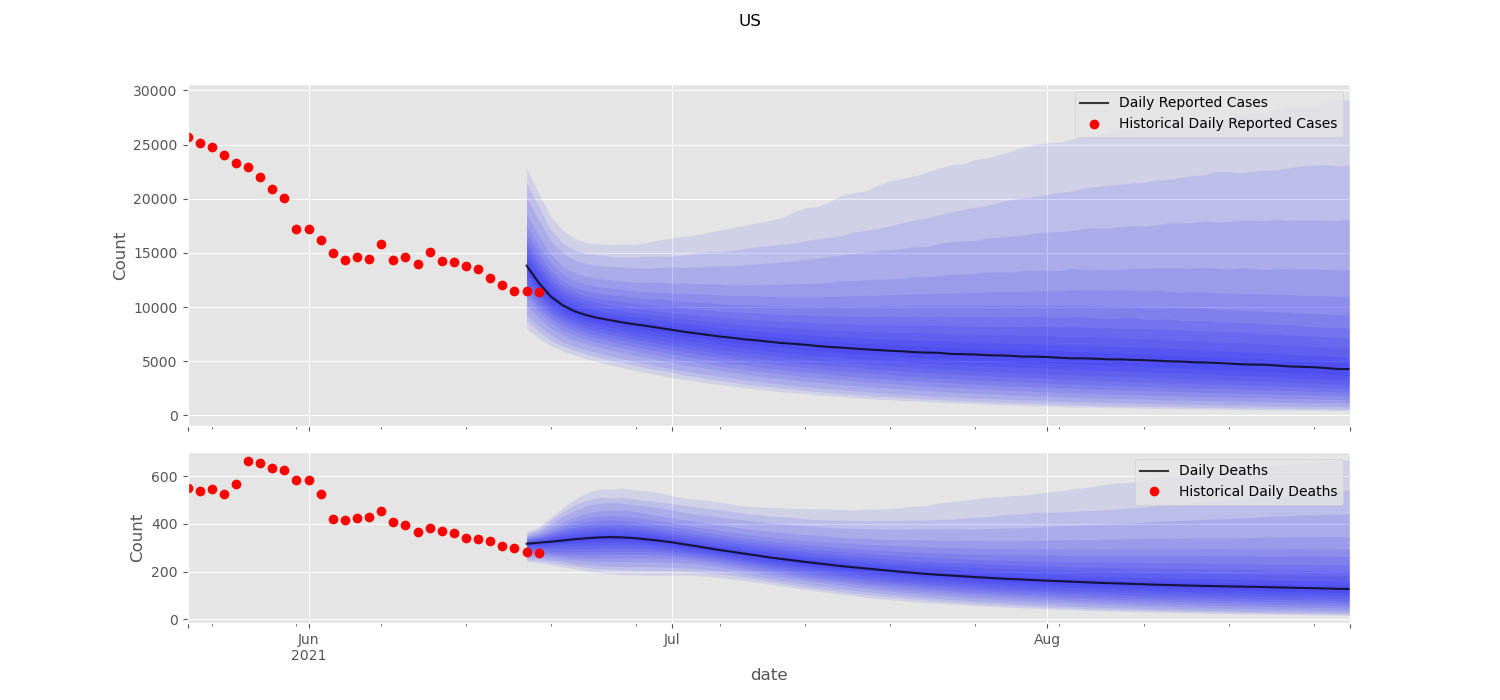 US
30000
25000
20000
15000
10000
5000
0
Count
Daily Reported Cases
Historical Daily Reported Cases
600
400
200
0
Count
Daily Deaths
Historical Daily Deaths
Jun
2021
Jul
Aug
date